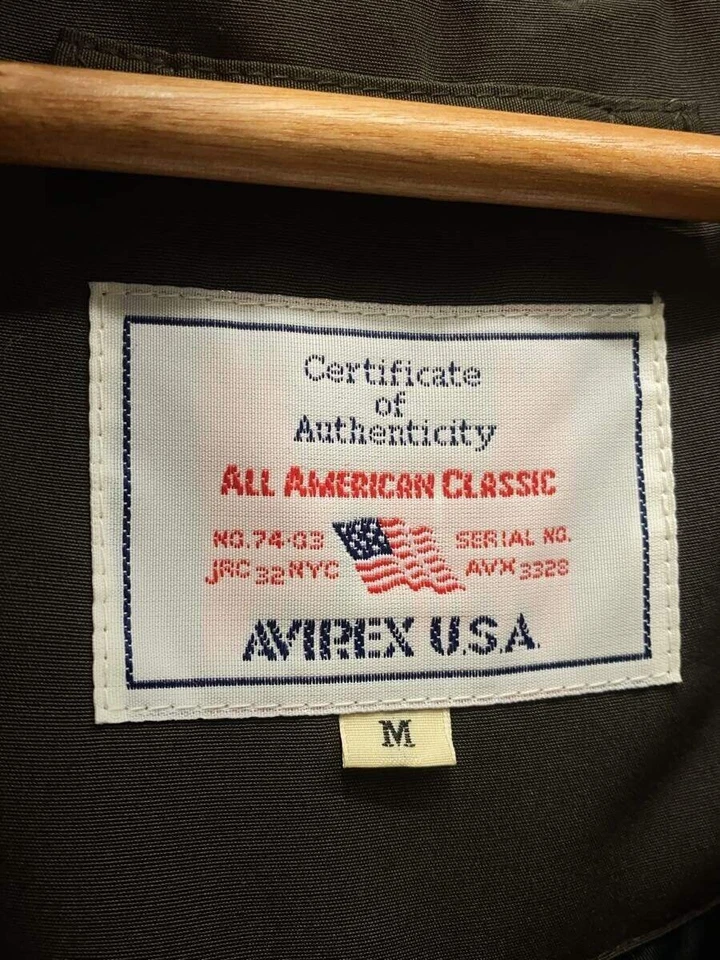 Certificate
of
Authenticity
ALL AMERICAN CLASSIC
NO.74-03 SERIAL NO.
JRC 32 NYC AVX 3328
AVIREX U.S.A.
M